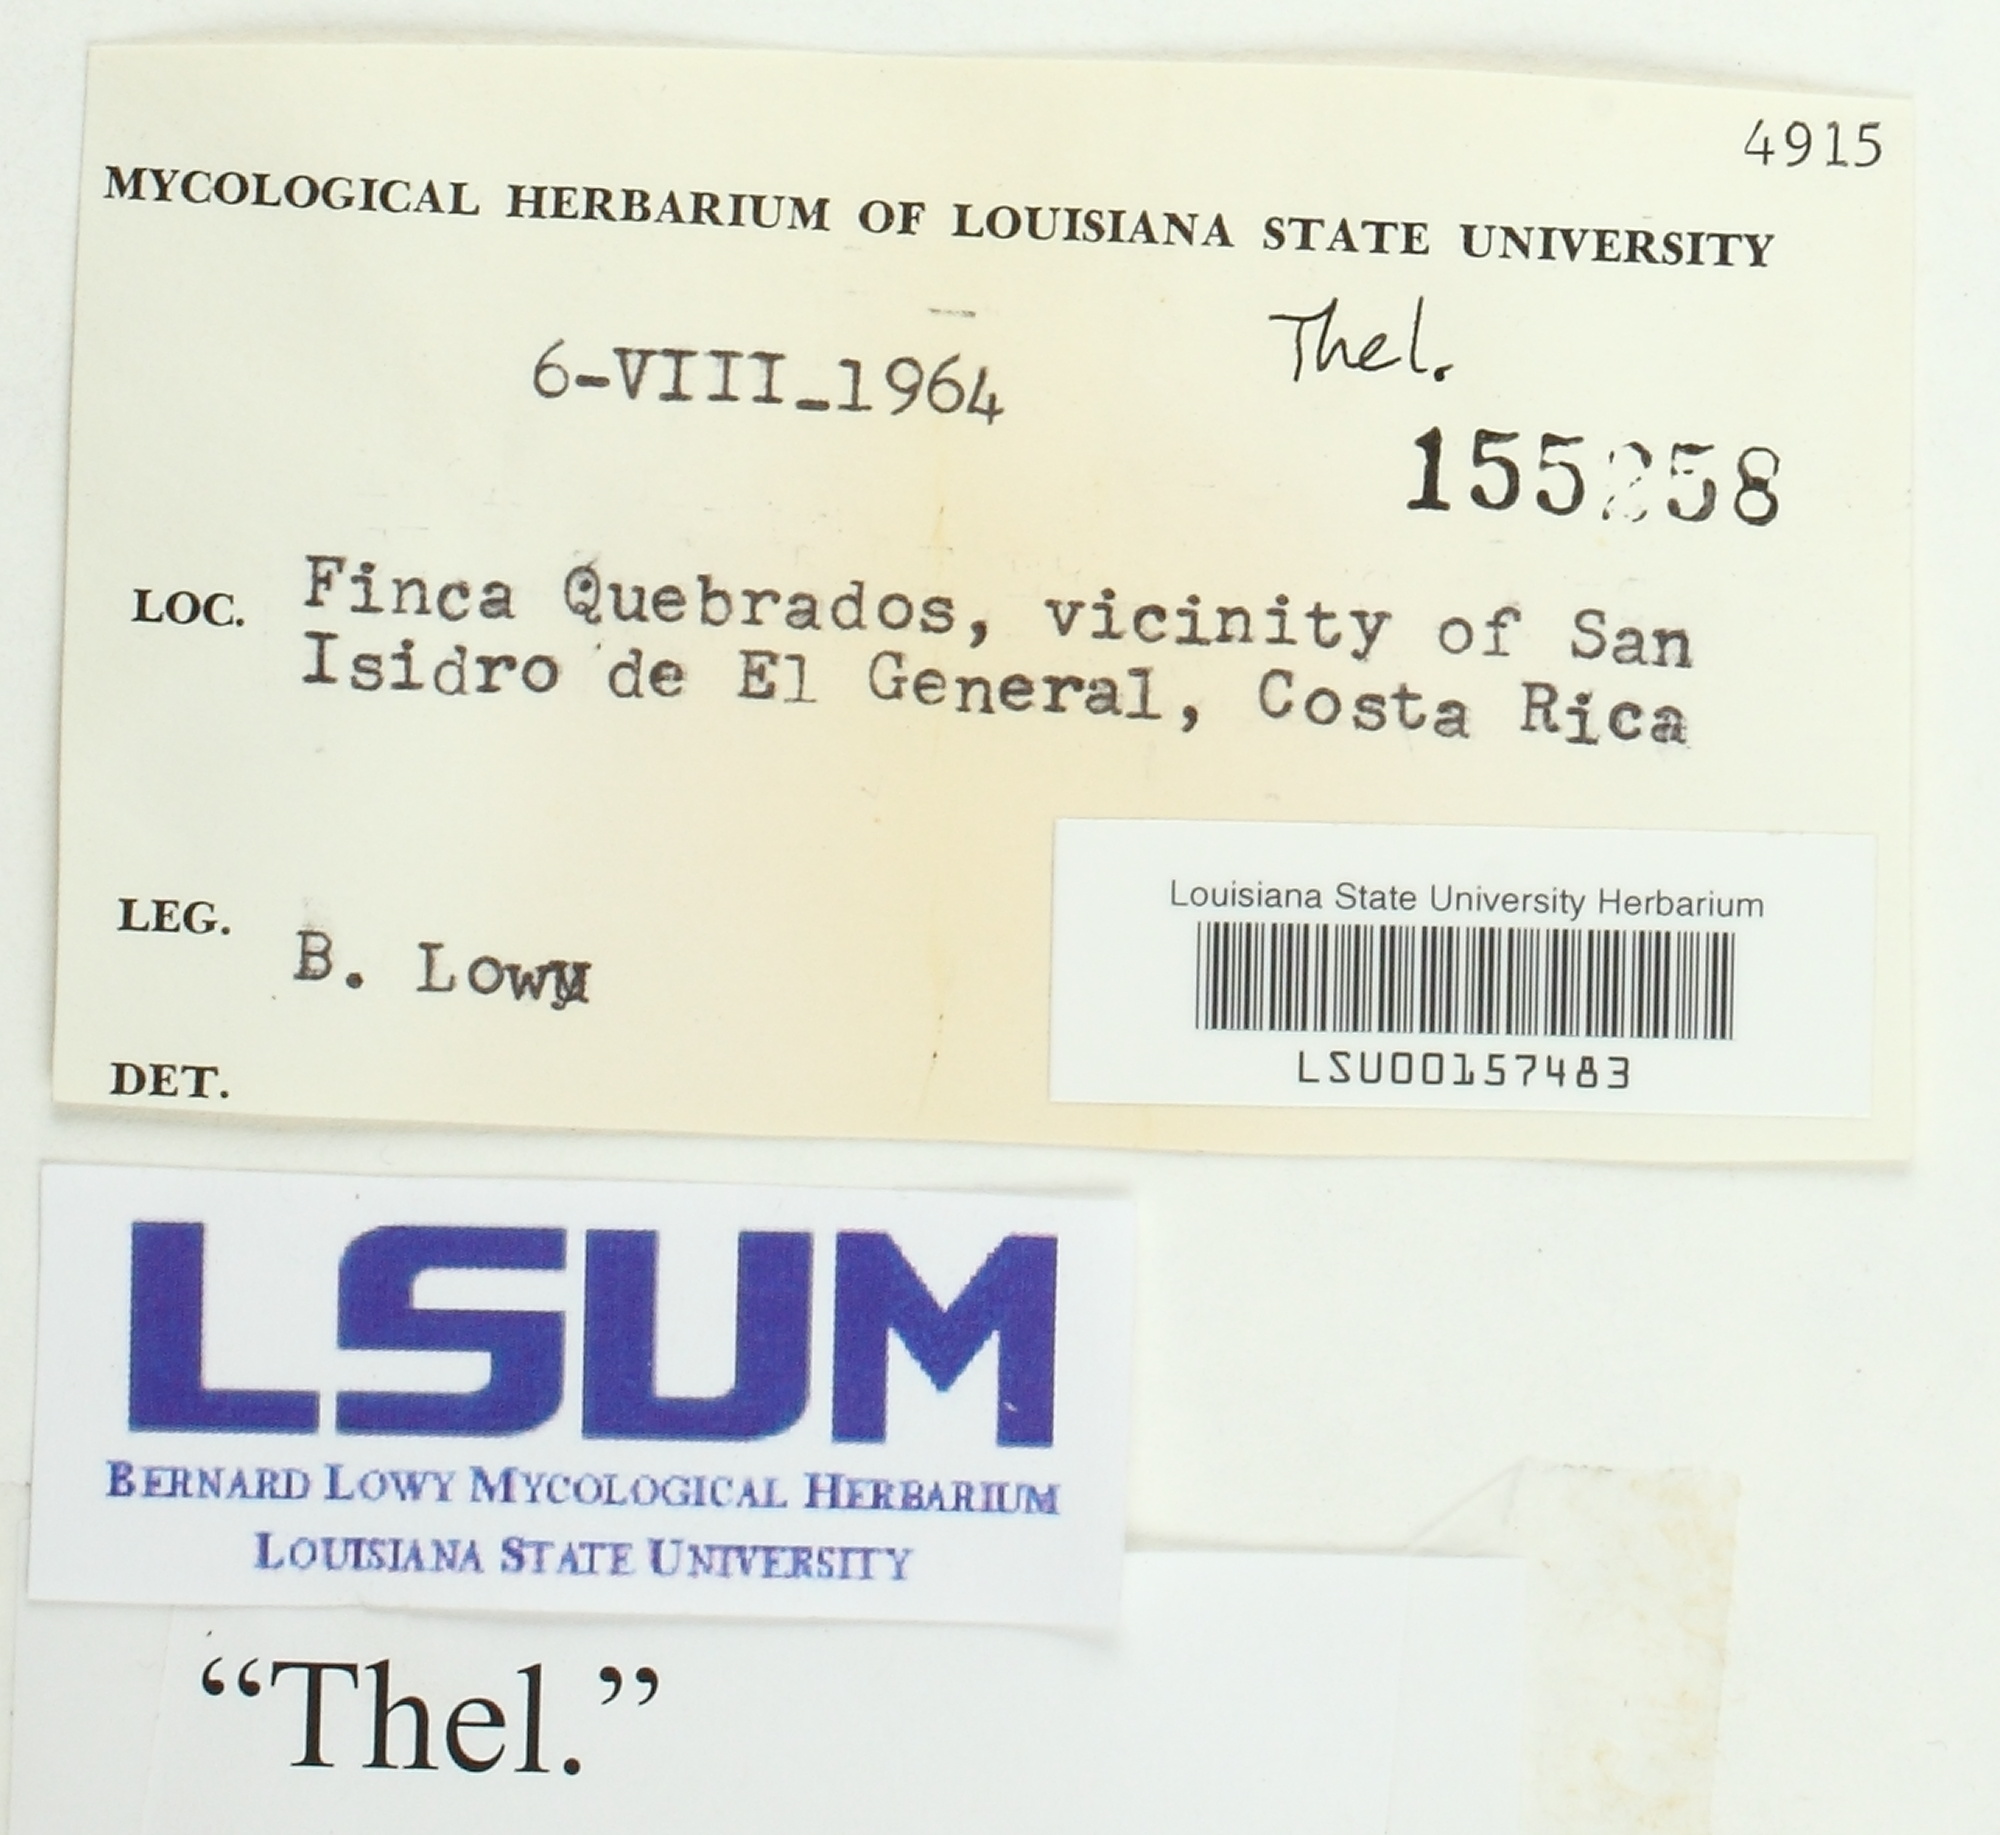 4915
MYCOLOGICAL HERBARIUM OF LOUISIANA STATE UNIVERSITY
6-VIII-1964
Thel.
155258
LOC. Finca Quebrados, vicinity of San
Isidro de El General, Costa Rica
LEG. B. Lowy
DET.
Louisiana State University Herbarium
LSU00157483
LSUM
BERNARD LOWY MYCOLOGICAL HERBARIUM
LOUISIANA STATE UNIVERSITY
“Thel.”